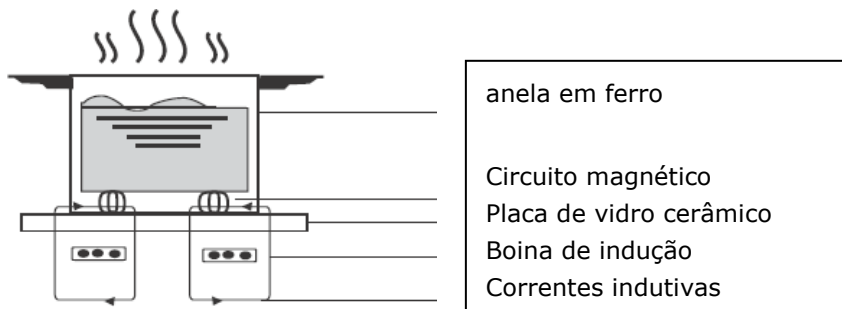 anela em ferro
Circuito magnético
Placa de vidro cerâmico
Boina de indução
Correntes indutivas